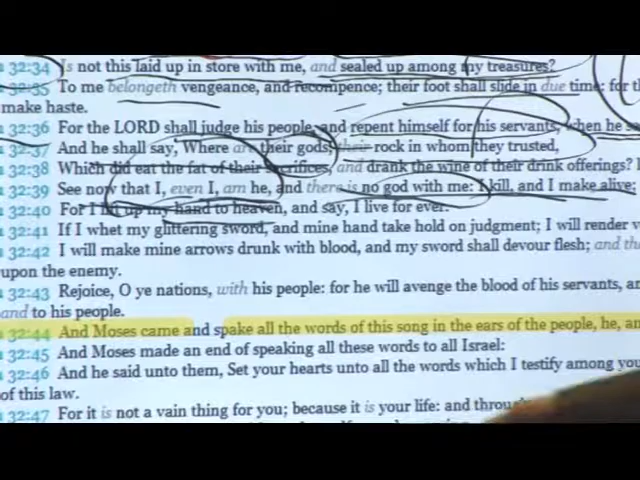 32:34 Is not this laid up in store with me, and sealed up among my treasures?
32:35 To me belongeth vengeance, and recompence; their foot shall slide in due time: for
make haste.
32:36 For the LORD shall judge his people, and repent himself for his servants, when he
32:37 And he shall say, Where are their gods, their rock in whom they trusted,
32:38 Which did eat the fat of their sacrifices, and drank the wine of their drink offerings?
32:39 See now that I, even I, am he, and there is no god with me: I kill, and I make alive;
32:40 For I lift up my hand to heaven, and say, I live for ever.
32:41 If I whet my glittering sword, and mine hand take hold on judgment; I will render
32:42 I will make mine arrows drunk with blood, and my sword shall devour flesh; and
upon the enemy.
32:43 Rejoice, O ye nations, with his people: for he will avenge the blood of his servants,
and to his people.
32:44 And Moses came and spake all the words of this song in the ears of the people, he,
32:45 And Moses made an end of speaking all these words to all Israel:
32:46 And he said unto them, Set your hearts unto all the words which I testify among
of this law.
32:47 For it is not a vain thing for you; because it is your life: and